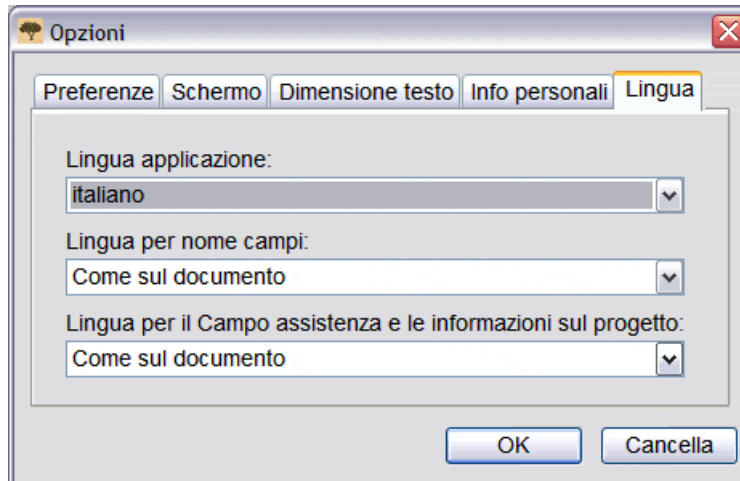 Opzioni
Preferenze Schermo Dimensione testo Info personali Lingua
Lingua applicazione:
italiano
Lingua per nome campi:
Come sul documento
Lingua per il Campo assistenza e le informazioni sul progetto:
Come sul documento
OK Cancella